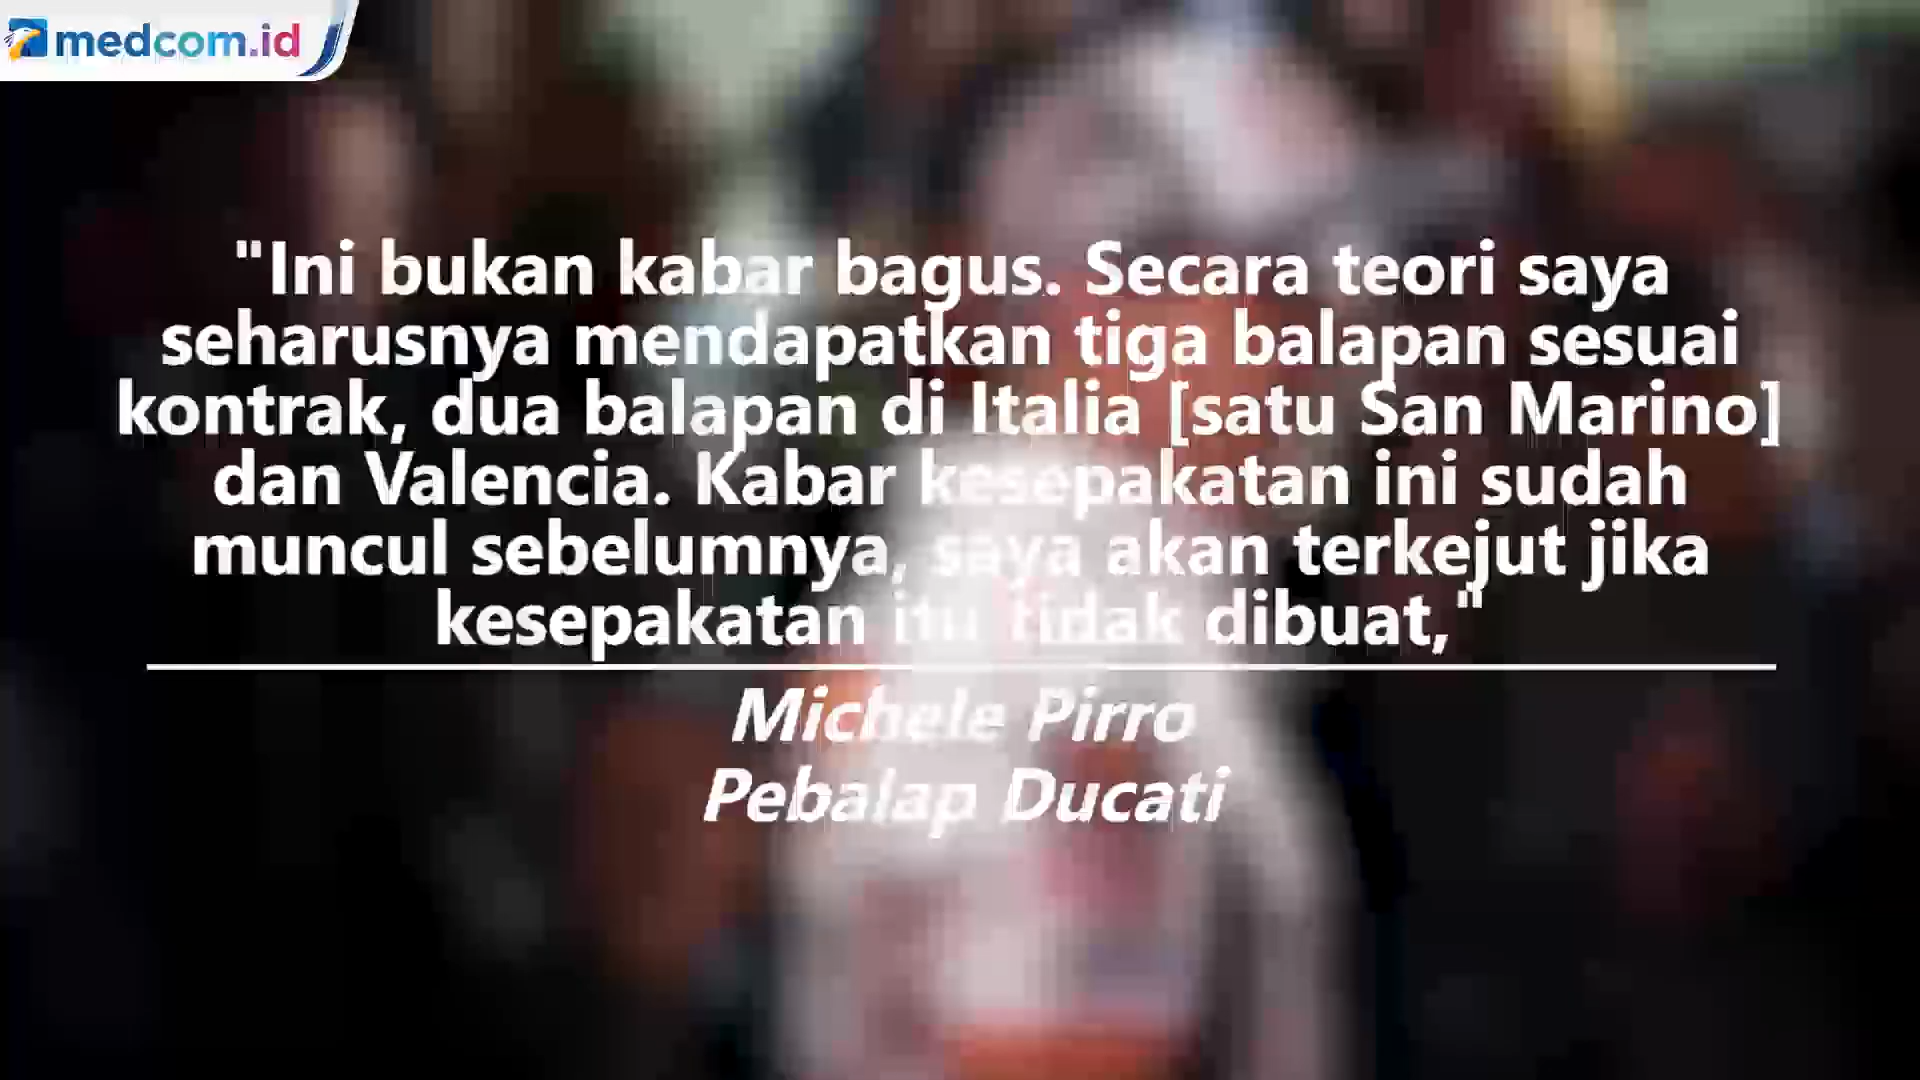 medcom.id
"Ini bukan kabar bagus. Secara teori saya
seharusnya mendapatkan tiga balapan sesuai
kontrak, dua balapan di Italia [satu San Marino]
dan Valencia. Kabar kesepakatan ini sudah
muncul sebelumnya, saya akan terkejut jika
kesepakatan itu tidak dibuat,"
Michele Pirro
Pebalap Ducati